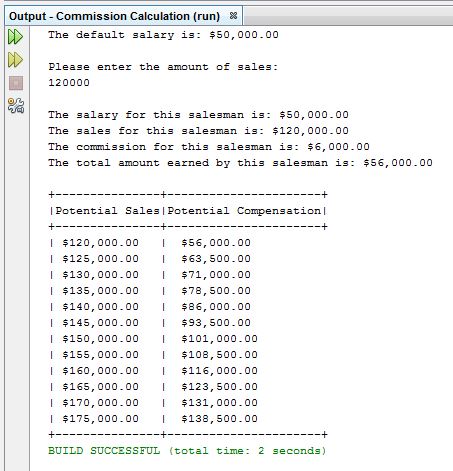 Output - Commission Calculation (run)
The default salary is: $50,000.00
Please enter the amount of sales:
120000
The salary for this salesman is: $50,000.00
The sales for this salesman is: $120,000.00
The commission for this salesman is: $6,000.00
The total amount earned by this salesman is: $56,000.00
+---------------+---------------------+
|Potential Sales|Potential Compensation|
+---------------+---------------------+
| $120,000.00 | $56,000.00
| $125,000.00 | $63,500.00
| $130,000.00 | $71,000.00
| $135,000.00 | $78,500.00
| $140,000.00 | $86,000.00
| $145,000.00 | $93,500.00
| $150,000.00 | $101,000.00
| $155,000.00 | $108,500.00
| $160,000.00 | $116,000.00
| $165,000.00 | $123,500.00
| $170,000.00 | $131,000.00
| $175,000.00 | $138,500.00
+---------------+---------------------+
BUILD SUCCESSFUL (total time: 2 seconds)